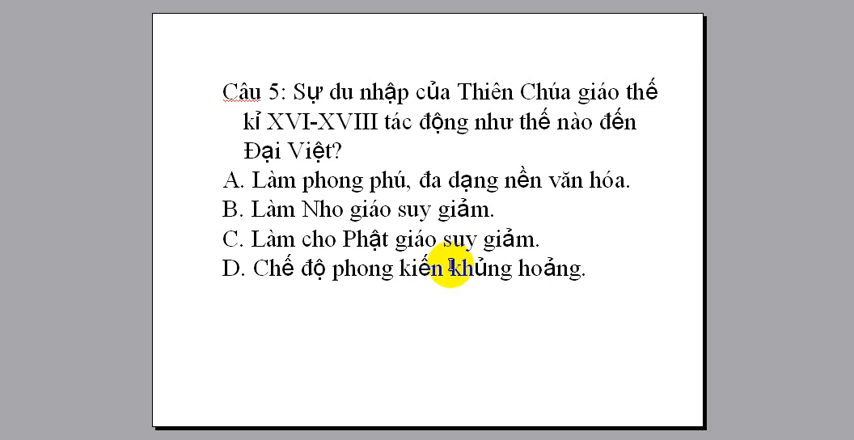 Câu 5: Sự du nhập của Thiên Chúa giáo thế
kỉ XVI-XVIII tác động như thế nào đến
Đại Việt?
A. Làm phong phú, đa dạng nền văn hóa.
B. Làm Nho giáo suy giảm.
C. Làm cho Phật giáo suy giảm.
D. Chế độ phong kiến khủng hoảng.